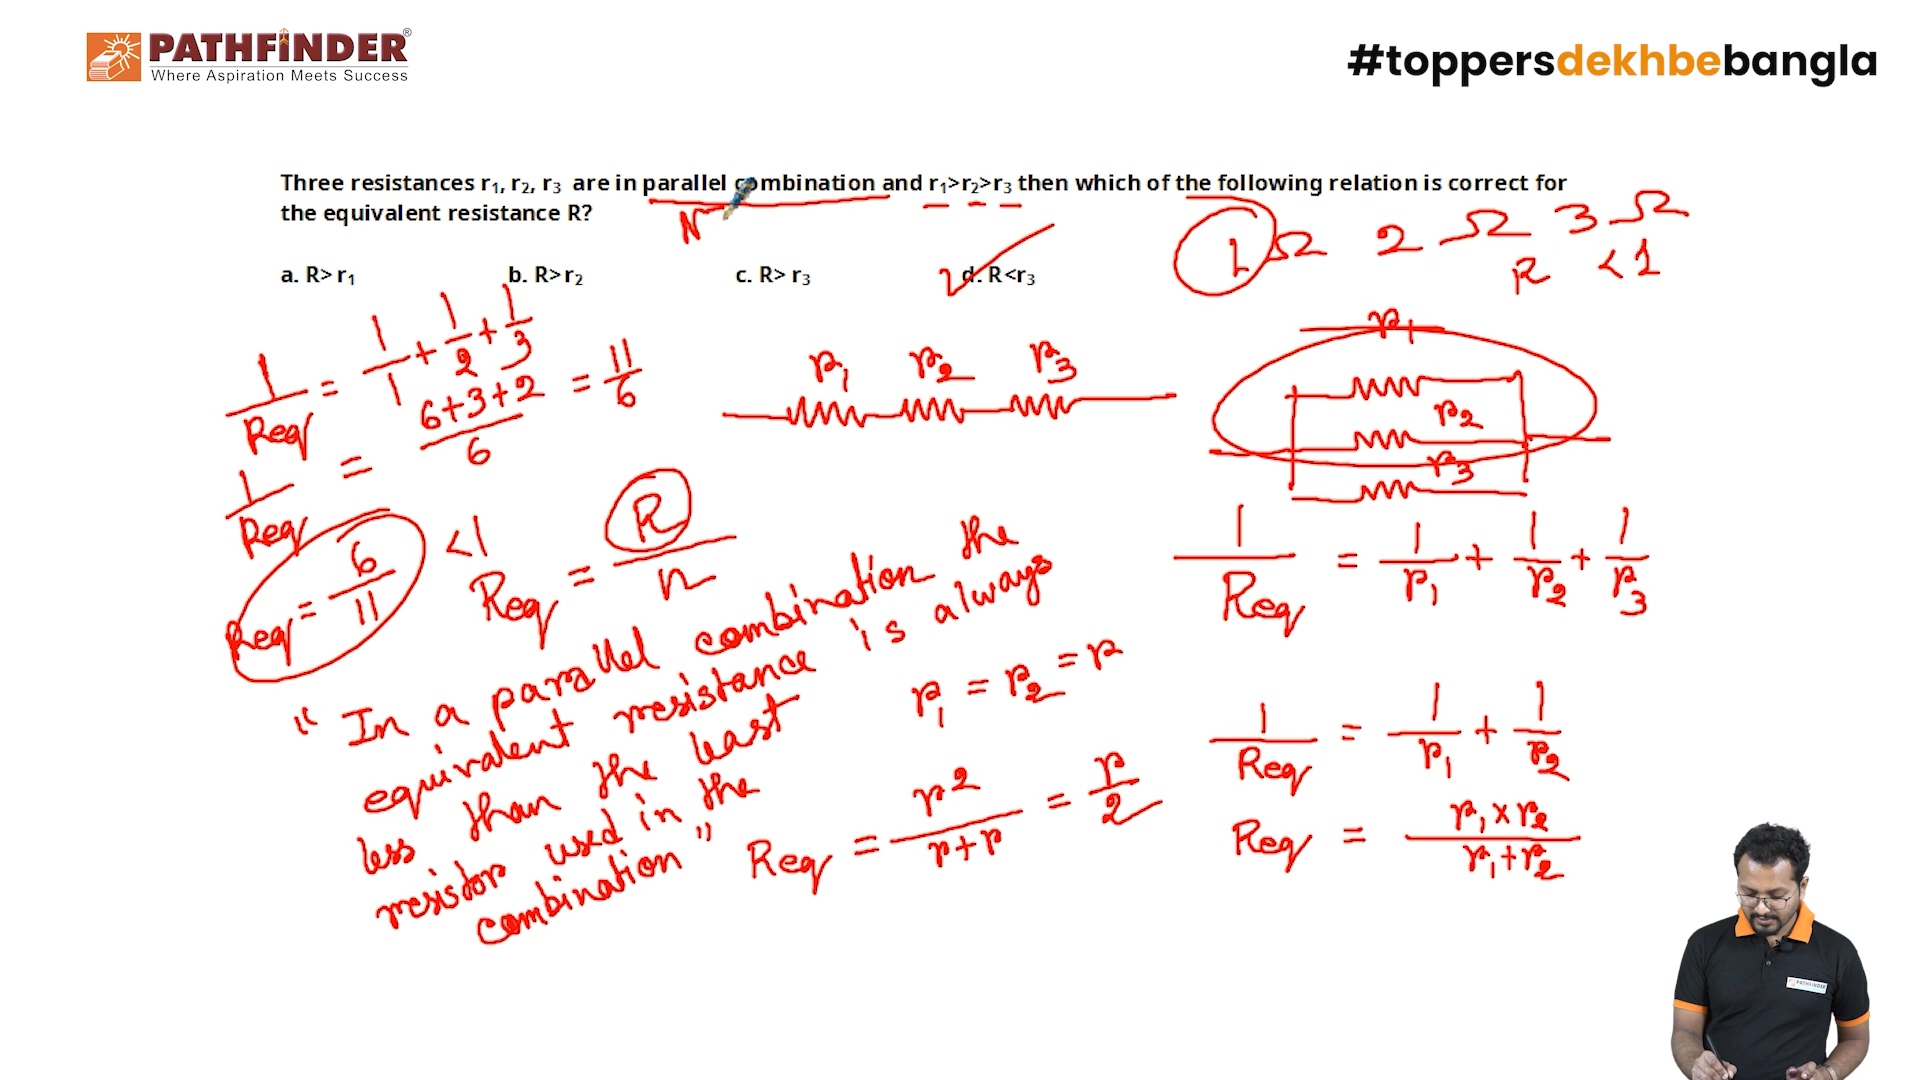 PATHFINDER®
Where Aspiration Meets Success
#toppersdekhbebangla
Three resistances r₁, r₂, r₃ are in parallel combination and r₁>r₂>r₃ then which of the following relation is correct for
the equivalent resistance R?
1Ω 2Ω 3Ω
R <1
a. R> r₁ b. R>r₂ c. R> r₃ d. R<r₃
1/Req = 1/1 + 1/2 + 1/3
1/Req = (6+3+2)/6 = 11/6
Req = 6/11 <1
r₁ r₂ r₃
r₁
r₂
r₃
Req = R/n
1/Req = 1/r₁ + 1/r₂ + 1/r₃
"In a parallel combination the
equivalent resistance is always
less than the least
resistor used in the
combination"
r₁ = r₂ = r
Req = r²/(r+r) = r/2
1/Req = 1/r₁ + 1/r₂
Req = (r₁×r₂)/(r₁+r₂)
PATHFINDER